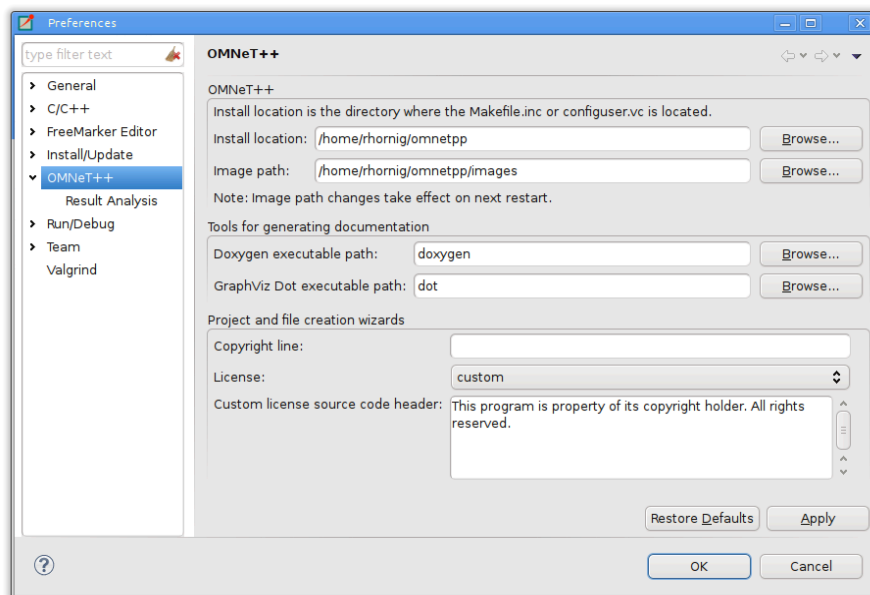 Preferences
type filter text
General
C/C++
FreeMarker Editor
Install/Update
OMNeT++
Result Analysis
Run/Debug
Team
Valgrind
OMNeT++
OMNeT++
Install location is the directory where the Makefile.inc or configuser.vc is located.
Install location: /home/rhornig/omnetpp Browse...
Image path: /home/rhornig/omnetpp/images Browse...
Note: Image path changes take effect on next restart.
Tools for generating documentation
Doxygen executable path: doxygen Browse...
GraphViz Dot executable path: dot Browse...
Project and file creation wizards
Copyright line:
License: custom
Custom license source code header: This program is property of its copyright holder. All rights
reserved.
Restore Defaults Apply
? OK Cancel